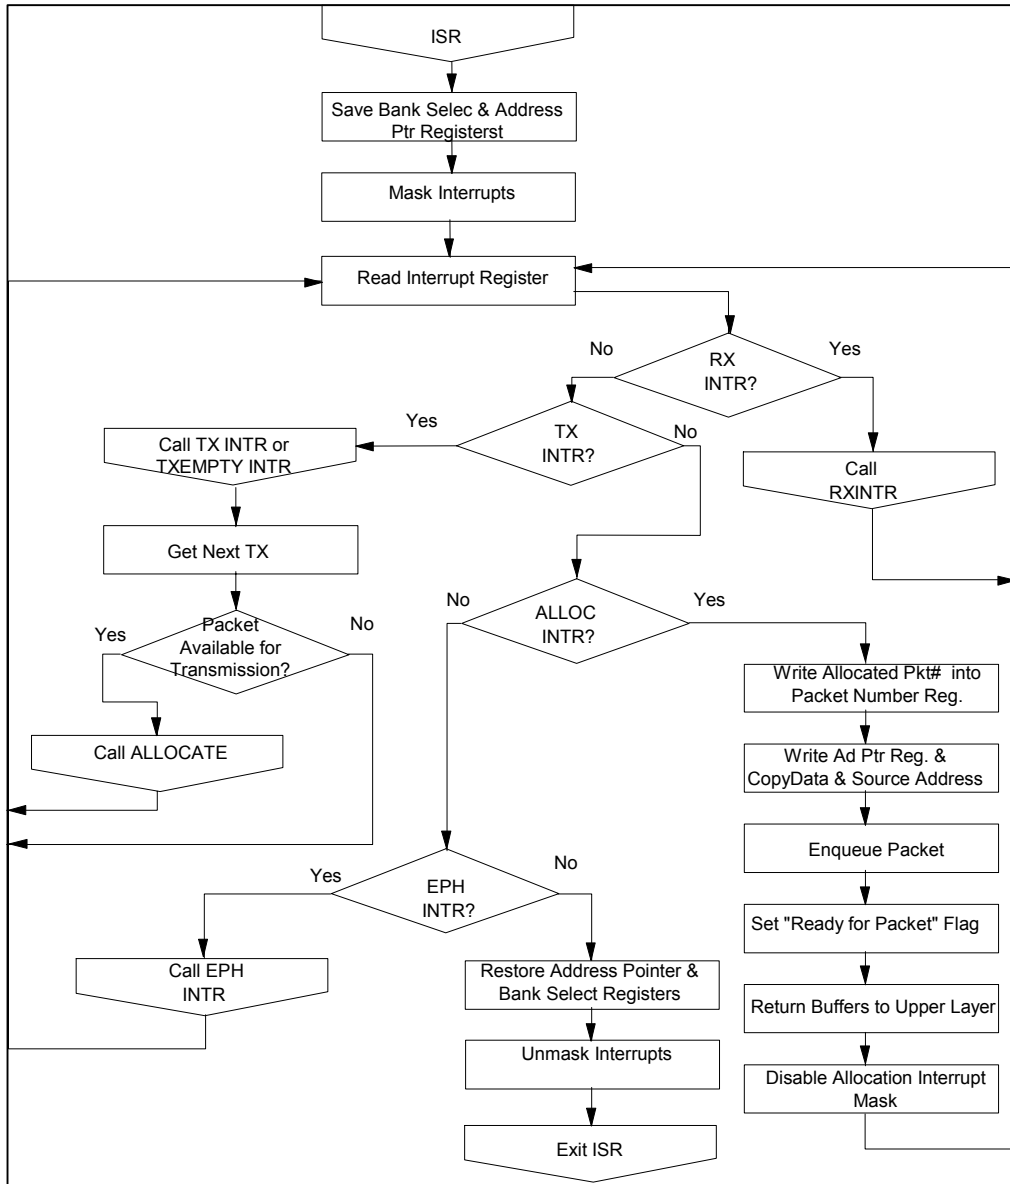 ISR
Save Bank Selec & Address
Ptr Registerst
Mask Interrupts
Read Interrupt Register
No
RX
INTR?
Yes
Yes
TX
INTR?
No
Call TX INTR or
TXEMPTY INTR
Call
RXINTR
Get Next TX
No
ALLOC
INTR?
Yes
Yes
Packet
Available for
Transmission?
No
Write Allocated Pkt# into
Packet Number Reg.
Call ALLOCATE
Write Ad Ptr Reg. &
CopyData & Source Address
Enqueue Packet
Yes
EPH
INTR?
No
Set "Ready for Packet" Flag
Call EPH
INTR
Restore Address Pointer &
Bank Select Registers
Return Buffers to Upper Layer
Unmask Interrupts
Disable Allocation Interrupt
Mask
Exit ISR